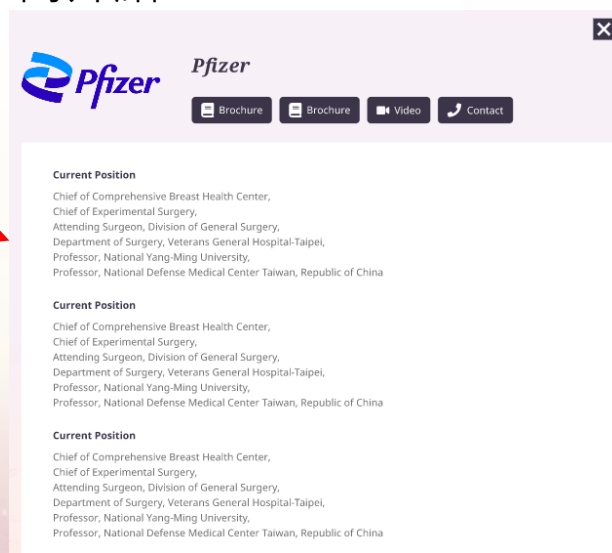 Pfizer
Pfizer
Brochure
Brochure
Video
Contact
Current Position
Chief of Comprehensive Breast Health Center,
Chief of Experimental Surgery,
Attending Surgeon, Division of General Surgery,
Department of Surgery, Veterans General Hospital-Taipei,
Professor, National Yang-Ming University,
Professor, National Defense Medical Center Taiwan, Republic of China
Current Position
Chief of Comprehensive Breast Health Center,
Chief of Experimental Surgery,
Attending Surgeon, Division of General Surgery,
Department of Surgery, Veterans General Hospital-Taipei,
Professor, National Yang-Ming University,
Professor, National Defense Medical Center Taiwan, Republic of China
Current Position
Chief of Comprehensive Breast Health Center,
Chief of Experimental Surgery,
Attending Surgeon, Division of General Surgery,
Department of Surgery, Veterans General Hospital-Taipei,
Professor, National Yang-Ming University,
Professor, National Defense Medical Center Taiwan, Republic of China